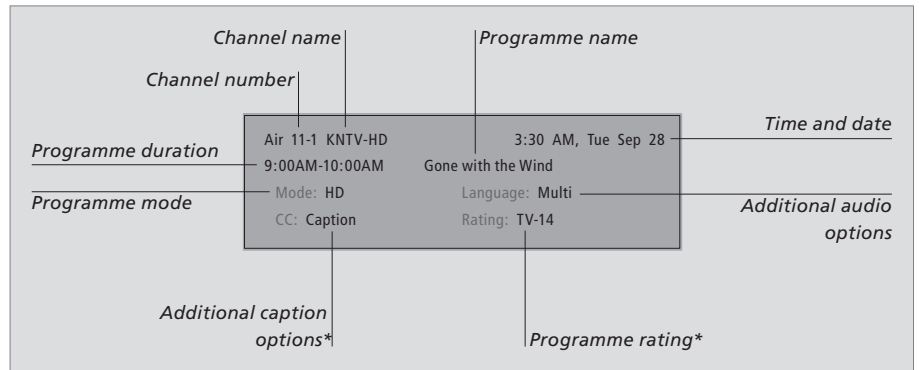 Channel name
Programme name
Channel number
Time and date
Programme duration
Programme mode
Air 11-1 KNTV-HD 3:30 AM, Tue Sep 28
9:00AM-10:00AM Gone with the Wind
Mode: HD Language: Multi
CC: Caption Rating: TV-14
Additional audio
options
Additional caption
options*
Programme rating*